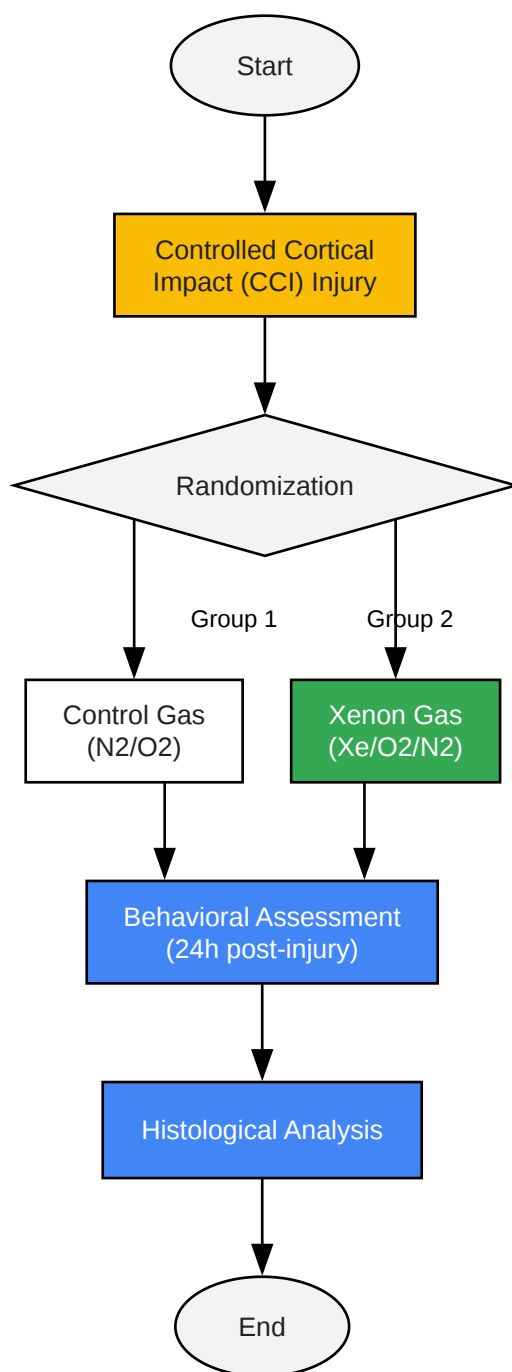 Start
Controlled Cortical
Impact (CCI) Injury
Randomization
Group 1
Group 2
Control Gas
(N2/O2)
Xenon Gas
(Xe/O2/N2)
Behavioral Assessment
(24h post-injury)
Histological Analysis
End